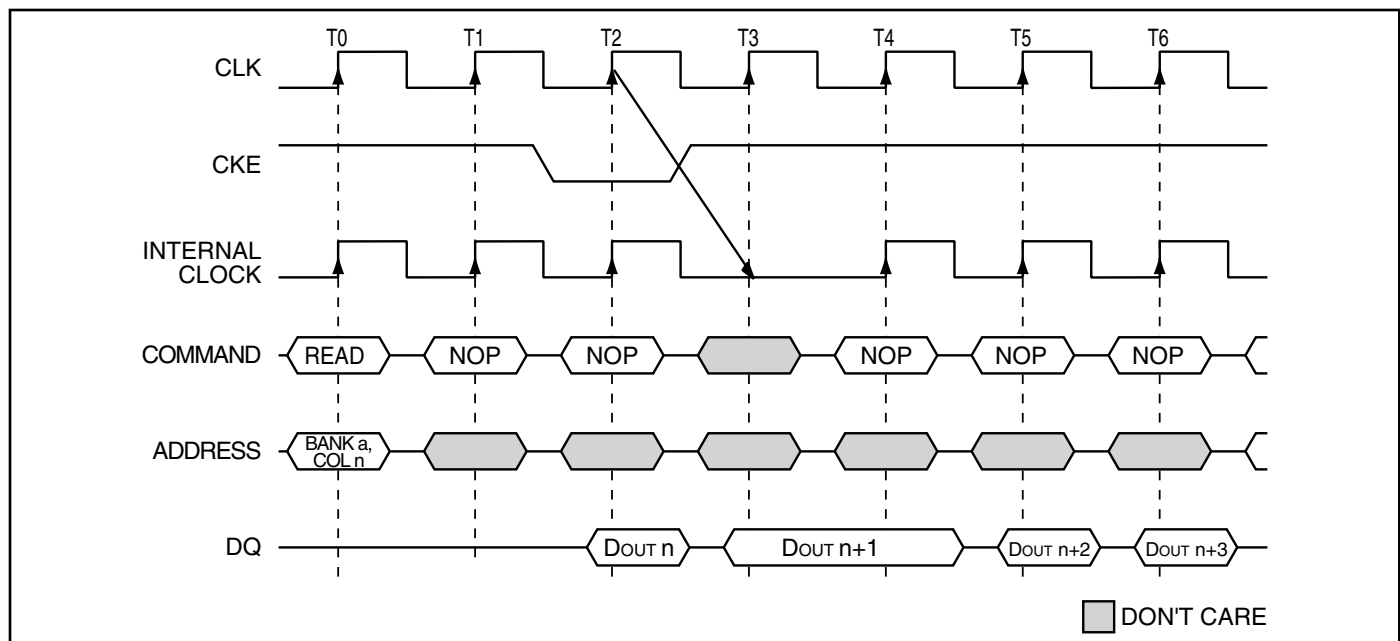 T0 T1 T2 T3 T4 T5 T6
CLK
CKE
INTERNAL
CLOCK
COMMAND READ NOP NOP NOP NOP NOP
ADDRESS BANK a,
COL n
DQ DOUT n DOUT n+1 DOUT n+2 DOUT n+3
DON'T CARE